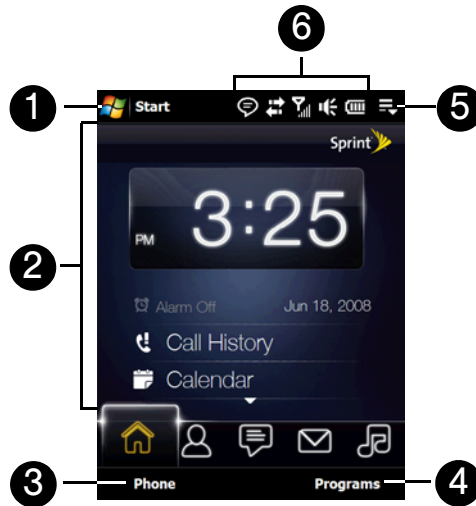 6
1
Start
5
Sprint
PM
3:25
2
Alarm Off
Jun 18, 2008
Call History
Calendar
3
Phone
Programs
4